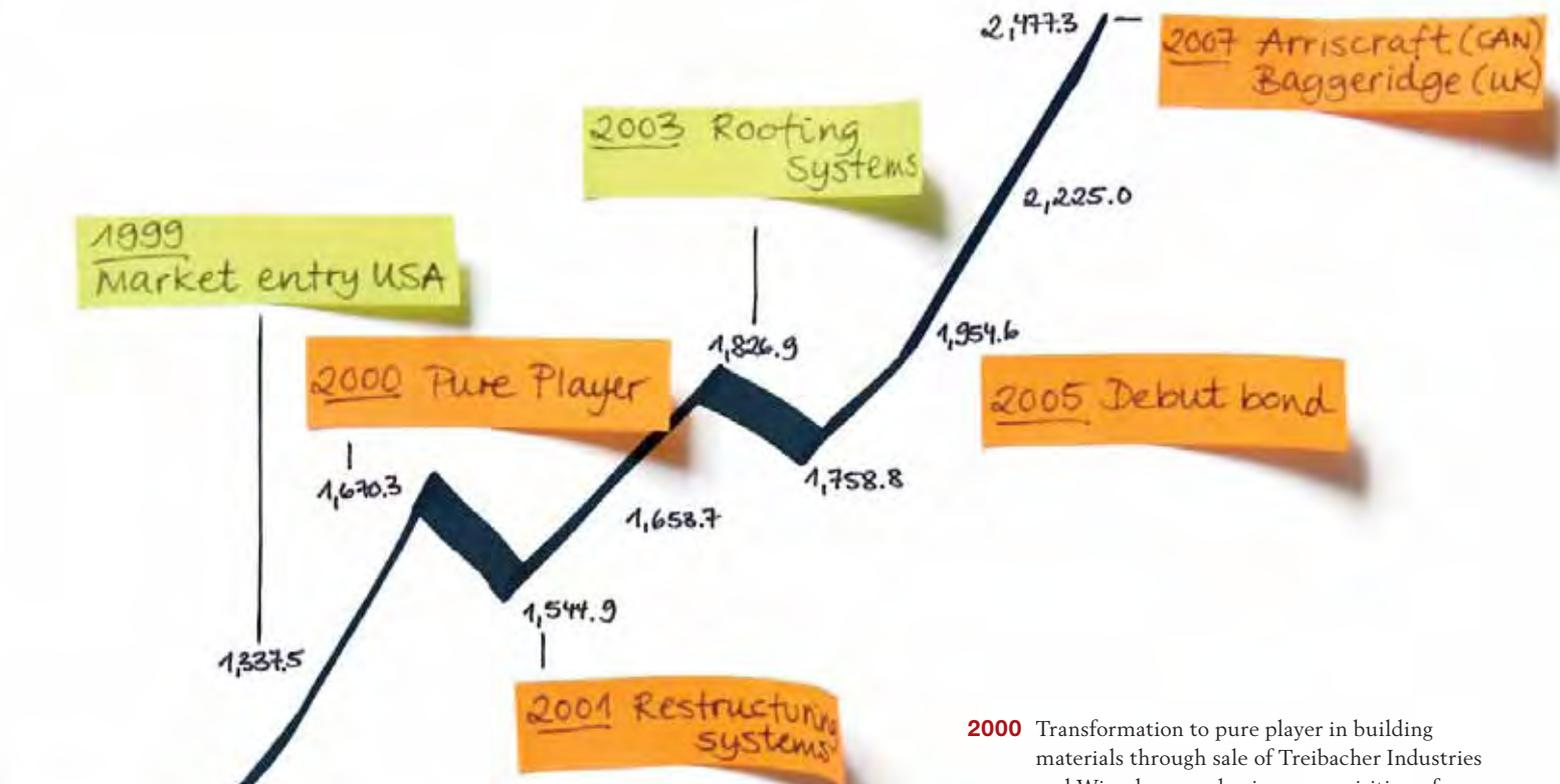 2,477.3
2007 Arriscraft (CAN)
Baggeridge (UK)
2003 Roofing
systems
2,225.0
1999
Market entry USA
1,826.9
1,954.6
2000 Pure Player
2005 Debut bond
1,670.3
1,758.8
1,653.7
1,544.9
1,337.5
2001 Restructuring
systems
2000 Transformation to pure player in building
materials through sale of Treibacher Industries